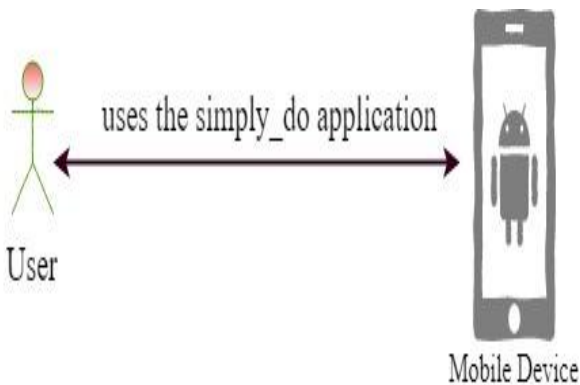 uses the simply_do application
User
Mobile Device